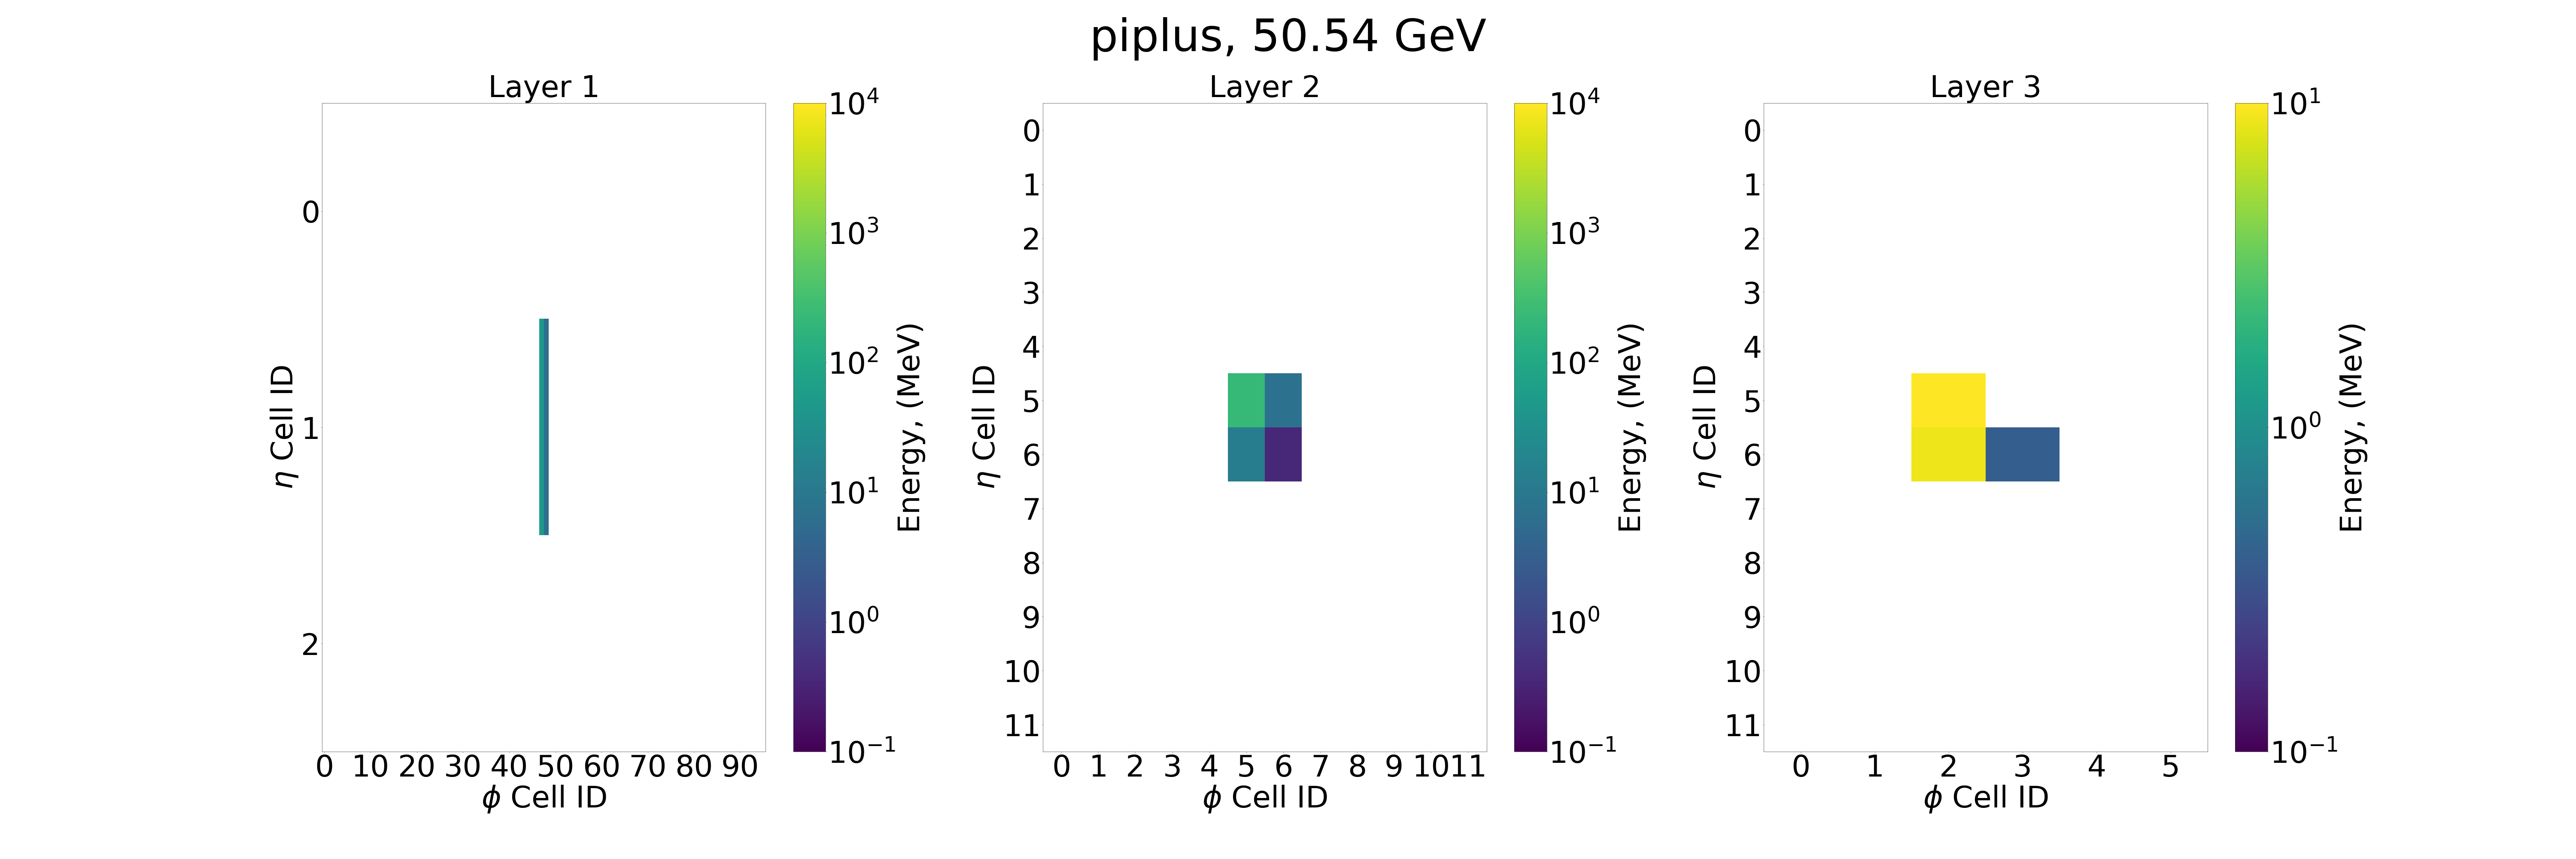 piplus, 50.54 GeV
Layer 1
0
1
2
η Cell ID
0 10 20 30 40 50 60 70 80 90
ϕ Cell ID
10⁴
10³
10²
10¹
10⁰
10⁻¹
Energy, (MeV)
Layer 2
0
1
2
3
4
5
6
7
8
9
10
11
η Cell ID
0 1 2 3 4 5 6 7 8 9 10 11
ϕ Cell ID
10⁴
10³
10²
10¹
10⁰
10⁻¹
Energy, (MeV)
Layer 3
0
1
2
3
4
5
6
7
8
9
10
11
η Cell ID
0 1 2 3 4 5
ϕ Cell ID
10¹
10⁰
10⁻¹
Energy, (MeV)